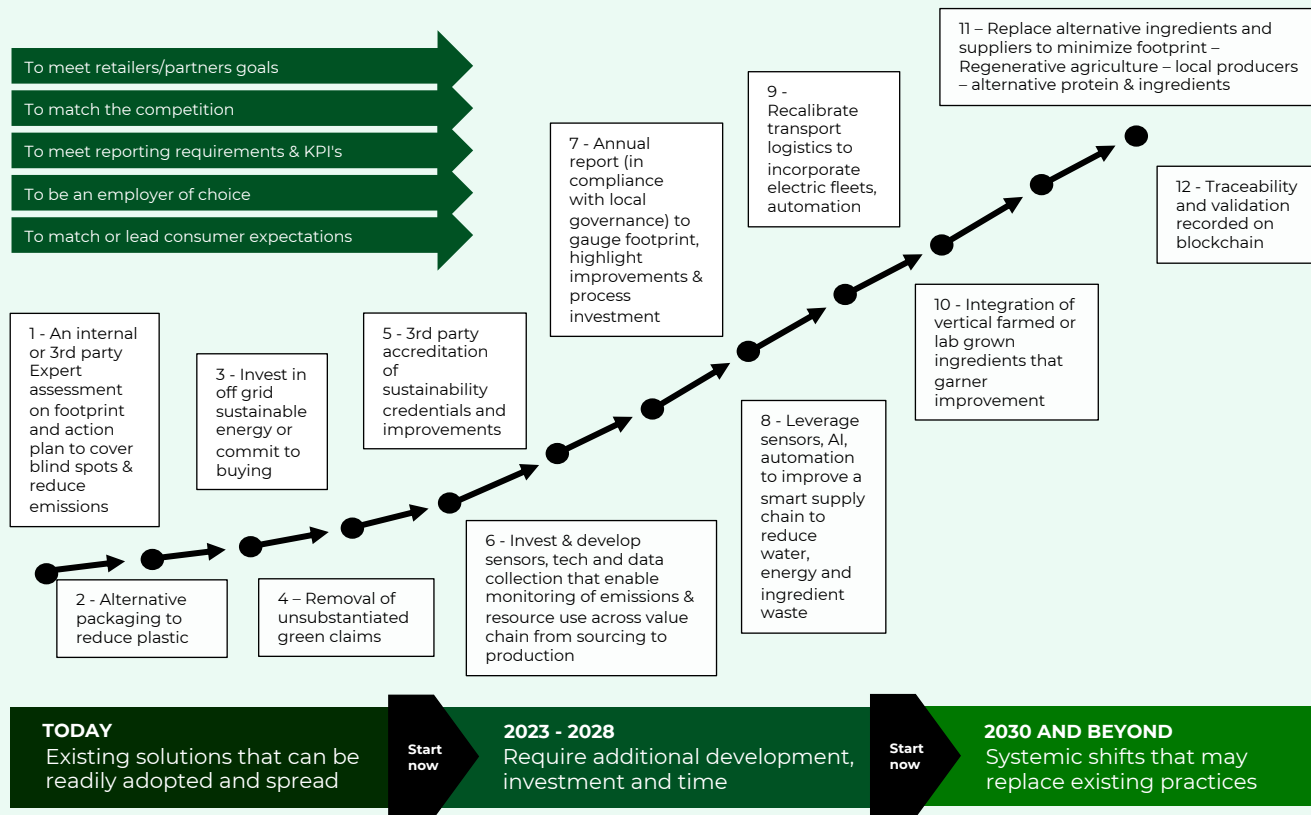 To meet retailers/partners goals
To match the competition
To meet reporting requirements & KPI's
To be an employer of choice
To match or lead consumer expectations
1 - An internal
or 3rd party
Expert
assessment
on footprint
and action
plan to cover
blind spots &
reduce
emissions
2 - Alternative
packaging to
reduce plastic
3 - Invest in
off grid
sustainable
energy or
commit to
buying
4 – Removal of
unsubstantiated
green claims
5 - 3rd party
accreditation
of
sustainability
credentials and
improvements
6 - Invest & develop
sensors, tech and data
collection that enable
monitoring of emissions &
resource use across value
chain from sourcing to
production
7 - Annual
report (in
compliance
with local
governance) to
gauge footprint,
highlight
improvements &
process
investment
8 - Leverage
sensors, AI,
automation
to improve a
smart supply
chain to
reduce
water,
energy and
ingredient
waste
9 -
Recalibrate
transport
logistics to
incorporate
electric fleets,
automation
10 - Integration of
vertical farmed or
lab grown
ingredients that
garner
improvement
11 – Replace alternative ingredients and
suppliers to minimize footprint –
Regenerative agriculture – local producers
– alternative protein & ingredients
12 - Traceability
and validation
recorded on
blockchain
TODAY
Existing solutions that can be
readily adopted and spread
Start
now
2023 - 2028
Require additional development,
investment and time
Start
now
2030 AND BEYOND
Systemic shifts that may
replace existing practices